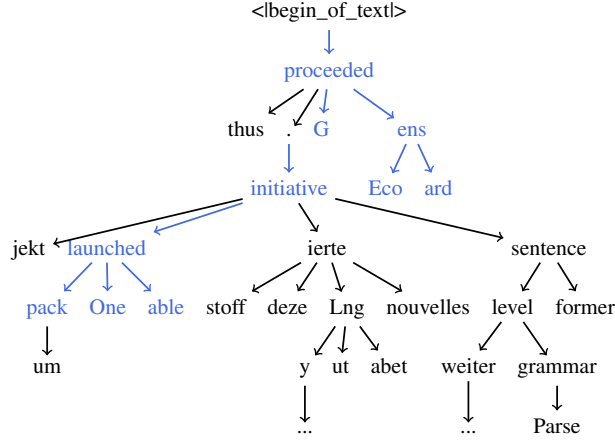 <|begin_of_text|>
proceeded
thus . G ens
initiative Eco ard
jekt launched ierte sentence
pack One able stoff deze Lng nouvelles level former
um y ut abet weiter grammar
... ... Parse